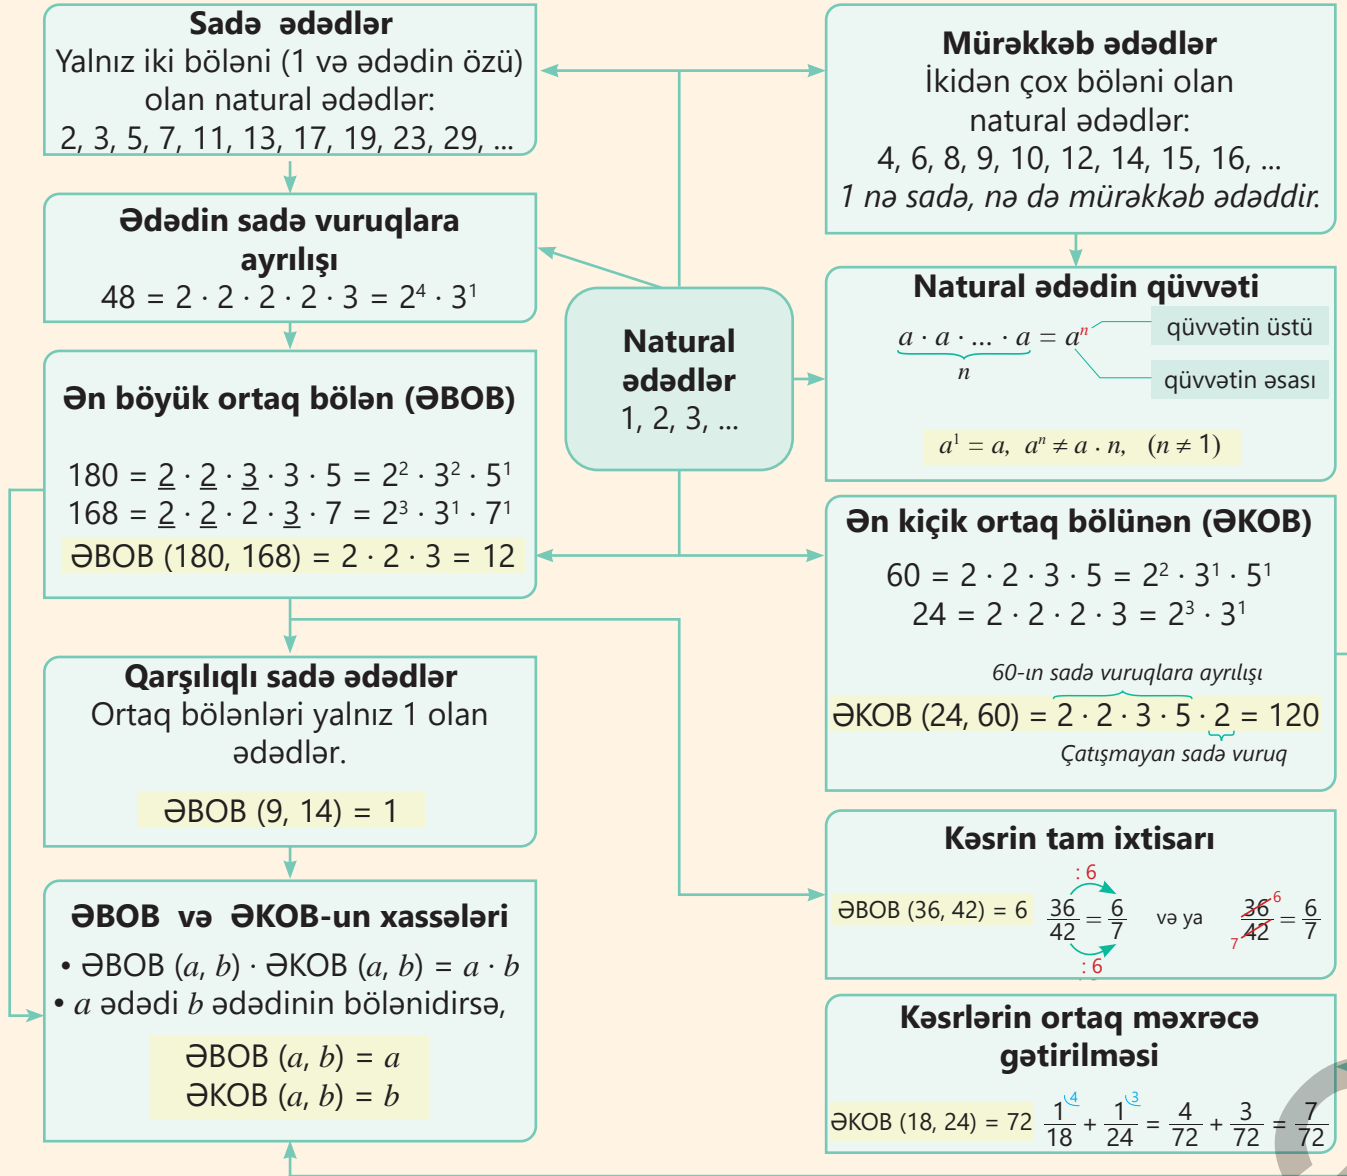 Sadə ədədlər
Yalnız iki böləni (1 və ədədin özü)
olan natural ədədlər:
2, 3, 5, 7, 11, 13, 17, 19, 23, 29, ...
Mürəkkəb ədədlər
İkidən çox böləni olan
natural ədədlər:
4, 6, 8, 9, 10, 12, 14, 15, 16, ...
1 nə sadə, nə də mürəkkəb ədəddir.
Ədədin sadə vuruqlara
ayrılışı
48 = 2 · 2 · 2 · 2 · 3 = 2⁴ · 3¹
Natural
ədədlər
1, 2, 3, ...
Natural ədədin qüvvəti
a · a · ... · a = aⁿ
n
qüvvətin üstü
qüvvətin əsası
a¹ = a, aⁿ ≠ a · n, (n ≠ 1)
Ən böyük ortaq bölən (ƏBOB)
180 = 2 · 2 · 3 · 3 · 5 = 2² · 3² · 5¹
168 = 2 · 2 · 2 · 3 · 7 = 2³ · 3¹ · 7¹
ƏBOB (180, 168) = 2 · 2 · 3 = 12
Ən kiçik ortaq bölünən (ƏKOB)
60 = 2 · 2 · 3 · 5 = 2² · 3¹ · 5¹
24 = 2 · 2 · 2 · 3 = 2³ · 3¹
60-ın sadə vuruqlara ayrılışı
ƏKOB (24, 60) = 2 · 2 · 3 · 5 · 2 = 120
Çatışmayan sadə vuruq
Qarşılıqlı sadə ədədlər
Ortaq bölənləri yalnız 1 olan
ədədlər.
ƏBOB (9, 14) = 1
Kəsrin tam ixtisarı
: 6
ƏBOB (36, 42) = 6 36/42 = 6/7 və ya 36⁶/₇42 = 6/7
: 6
ƏBOB və ƏKOB-un xassələri
• ƏBOB (a, b) · ƏKOB (a, b) = a · b
• a ədədi b ədədinin bölənidirsə,
ƏBOB (a, b) = a
ƏKOB (a, b) = b
Kəsrlərin ortaq məxrəcə
gətirilməsi
ƏKOB (18, 24) = 72 1⁴/18 + 1³/24 = 4/72 + 3/72 = 7/72